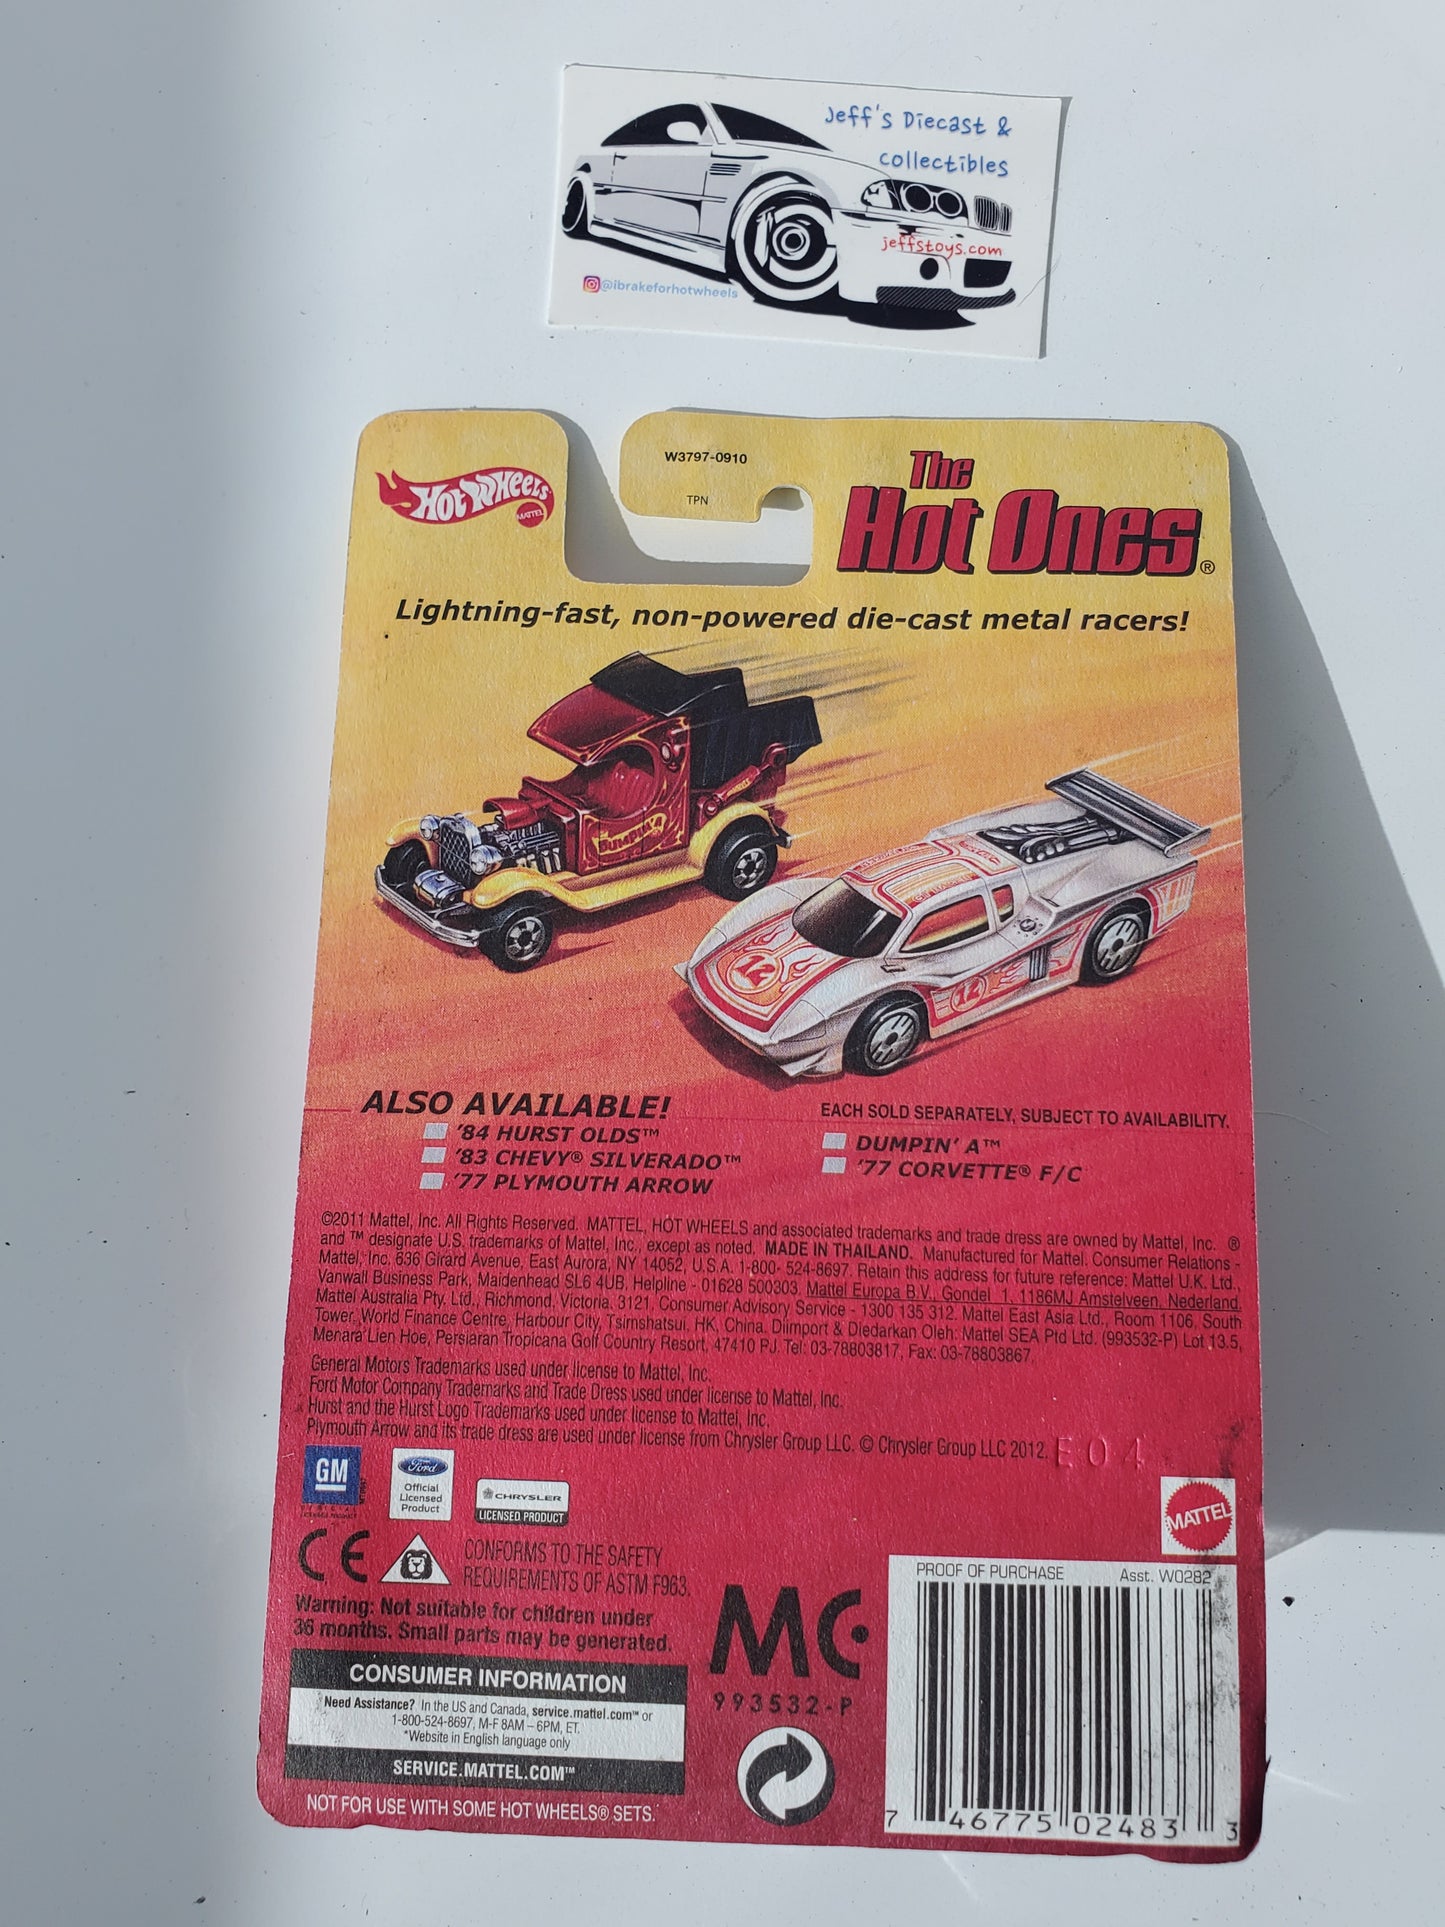 Jeff's Diecast &
collectibles
jeffstoys.com
@ibrakeforhotwheels
W3797-0910
TPN
HOT WHEELS
MATTEL
The
Hot Ones®
Lightning-fast, non-powered die-cast metal racers!
DUMPIN'A
12
12
ALSO AVAILABLE!
EACH SOLD SEPARATELY, SUBJECT TO AVAILABILITY.
'84 HURST OLDS™
'83 CHEVY® SILVERADO™
'77 PLYMOUTH ARROW
DUMPIN' A™
'77 CORVETTE® F/C
©2011 Mattel, Inc. All Rights Reserved. MATTEL, HOT WHEELS and associated trademarks and trade dress are owned by Mattel, Inc. ®
and ™ designate U.S. trademarks of Mattel, Inc., except as noted. MADE IN THAILAND. Manufactured for Mattel. Consumer Relations -
Mattel, Inc. 636 Girard Avenue, East Aurora, NY 14052, U.S.A. 1-800- 524-8697. Retain this address for future reference: Mattel U.K. Ltd.,
Vanwall Business Park, Maidenhead SL6 4UB. Helpline - 01628 500303. Mattel Europa B.V., Gondel 1, 1186MJ Amstelveen, Nederland.
Mattel Australia Pty. Ltd., Richmond, Victoria. 3121. Consumer Advisory Service - 1300 135 312. Mattel East Asia Ltd., Room 1106, South
Tower, World Finance Centre, Harbour City, Tsimshatsui, HK, China. Diimport & Diedarkan Oleh: Mattel SEA Ptd Ltd. (993532-P) Lot 13.5,
Menara Lien Hoe, Persiaran Tropicana Golf Country Resort, 47410 PJ. Tel: 03-78803817, Fax: 03-78803867.
General Motors Trademarks used under license to Mattel, Inc.
Ford Motor Company Trademarks and Trade Dress used under license to Mattel, Inc.
Hurst and the Hurst Logo Trademarks used under license to Mattel, Inc.
Plymouth Arrow and its trade dress are used under license from Chrysler Group LLC. © Chrysler Group LLC 2012.
E04
GM
Ford
Official
Licensed
Product
CHRYSLER
LICENSED PRODUCT
MATTEL
CE
CONFORMS TO THE SAFETY
REQUIREMENTS OF ASTM F963.
Warning: Not suitable for children under
36 months. Small parts may be generated.
MC
993532-P
PROOF OF PURCHASE Asst. W0282
CONSUMER INFORMATION
Need Assistance? In the US and Canada, service.mattel.com™ or
1-800-524-8697, M-F 8AM – 6PM, ET.
*Website in English language only
SERVICE.MATTEL.COM™
NOT FOR USE WITH SOME HOT WHEELS® SETS.
7 46775 02483 3